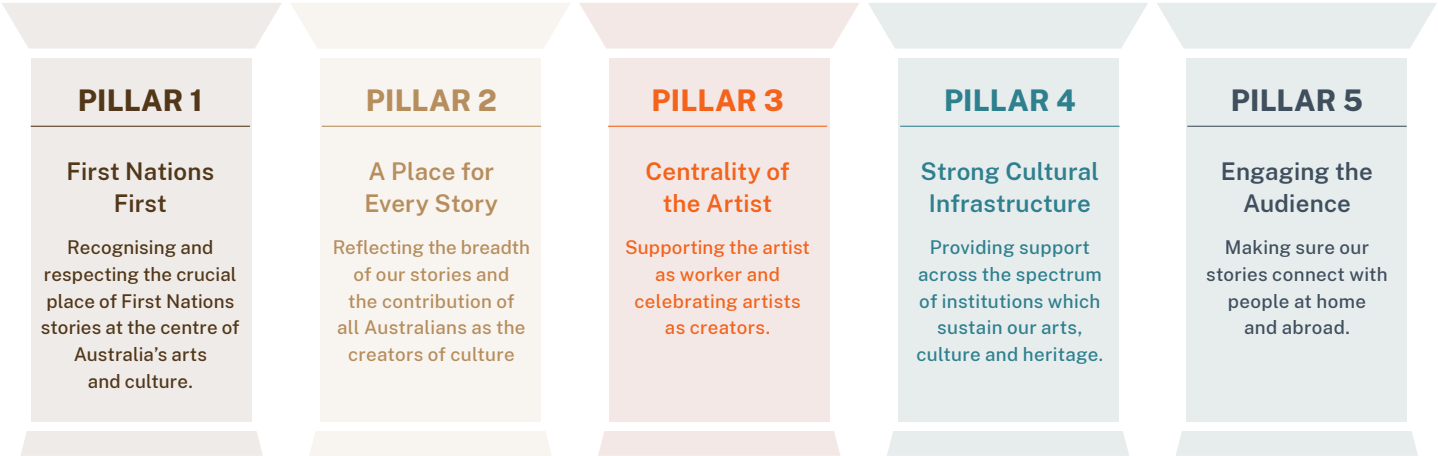 PILLAR 1
First Nations
First
Recognising and
respecting the crucial
place of First Nations
stories at the centre of
Australia’s arts
and culture.
PILLAR 2
A Place for
Every Story
Reflecting the breadth
of our stories and
the contribution of
all Australians as the
creators of culture
PILLAR 3
Centrality of
the Artist
Supporting the artist
as worker and
celebrating artists
as creators.
PILLAR 4
Strong Cultural
Infrastructure
Providing support
across the spectrum
of institutions which
sustain our arts,
culture and heritage.
PILLAR 5
Engaging the
Audience
Making sure our
stories connect with
people at home
and abroad.